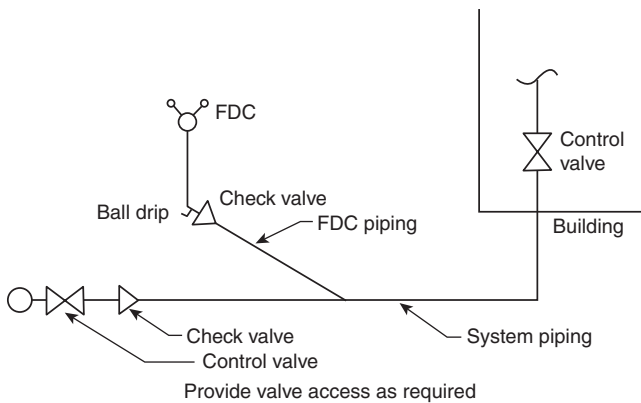 FDC
Control
valve
Check valve
Ball drip
FDC piping
Building
Check valve
System piping
Control valve
Provide valve access as required